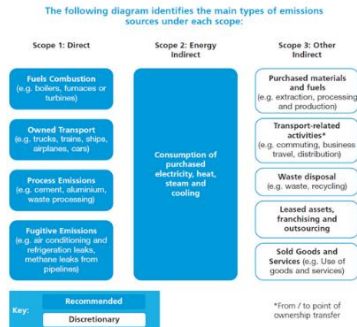 The following diagram identifies the main types of emissions
sources under each scope:
Scope 1: Direct
Fuels Combustion
(e.g. boilers, furnaces or
turbines)
Owned Transport
(e.g. trucks, trains, ships,
airplanes, cars)
Process Emissions
(e.g. cement, aluminium,
waste processing)
Fugitive Emissions
(e.g. air conditioning and
refrigeration leaks,
methane leaks from
pipelines)
Scope 2: Energy
Indirect
Consumption of
purchased
electricity, heat,
steam and
cooling
Scope 3: Other
Indirect
Purchased materials
and fuels
(e.g. extraction, processing
and production)
Transport-related
activities*
(e.g. commuting, business
travel, distribution)
Waste disposal
(e.g. waste, recycling)
Leased assets,
franchising and
outsourcing
Sold Goods and
Services (e.g. Use of
goods and services)
Key:
Recommended
Discretionary
*From / to point of
ownership transfer